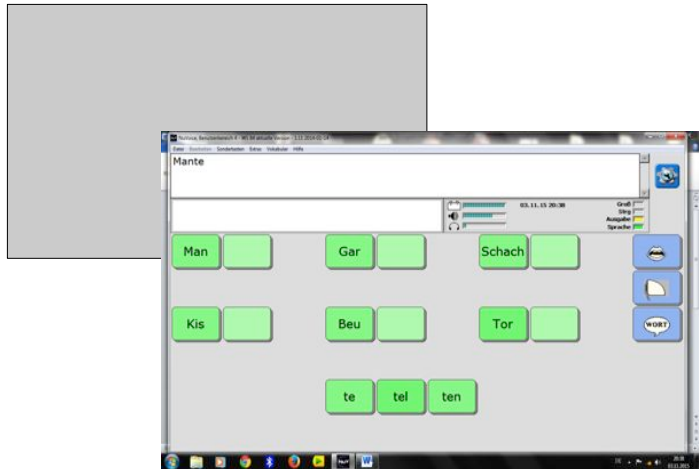 Mante
03.11.15 20:38
Groß
Strg
Ausgabe
Sprache
Man
Gar
Schach
Kis
Beu
Tor
WORT
te tel ten